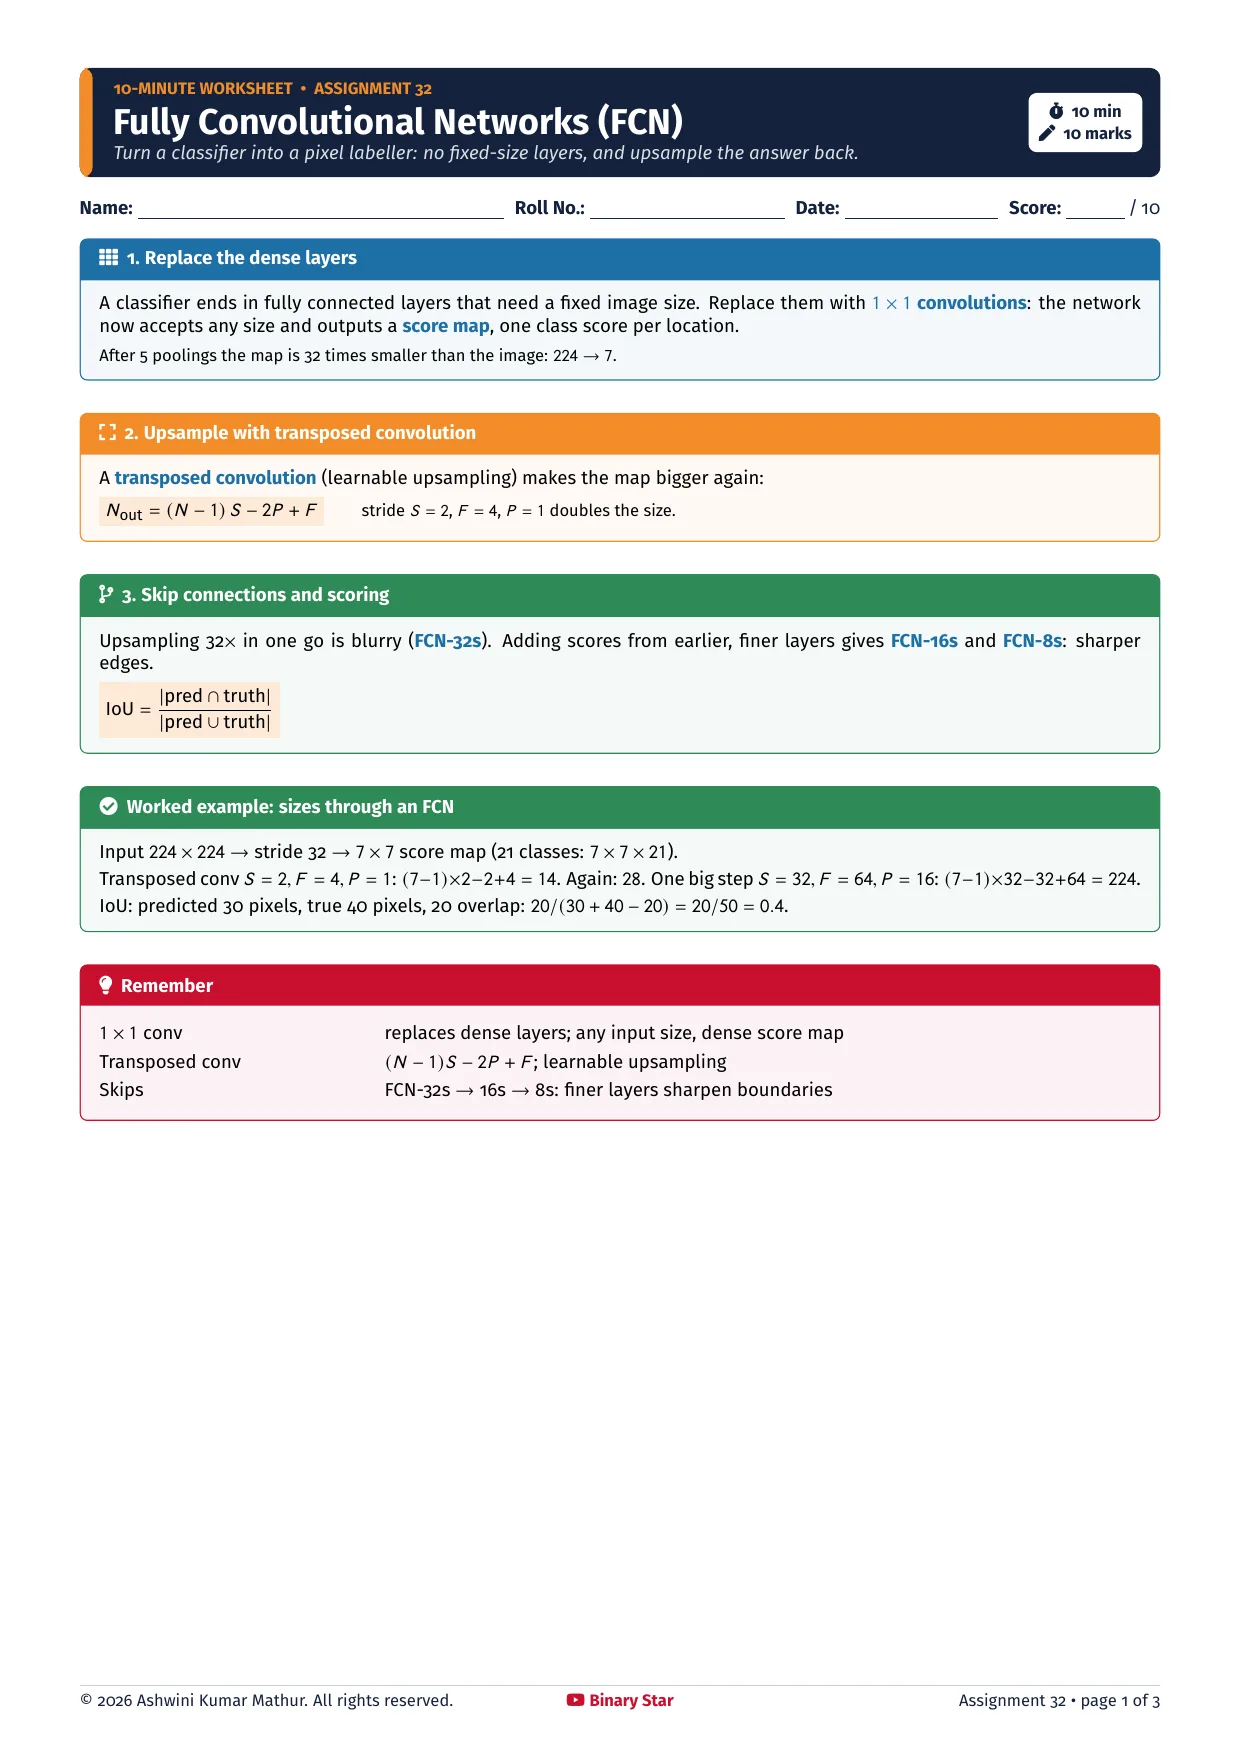 10-MINUTE WORKSHEET • ASSIGNMENT 32
Fully Convolutional Networks (FCN)
Turn a classifier into a pixel labeller: no fixed-size layers, and upsample the answer back.
10 min
10 marks
Name: Roll No.: Date: Score: / 10
1. Replace the dense layers
A classifier ends in fully connected layers that need a fixed image size. Replace them with 1 × 1 convolutions: the network
now accepts any size and outputs a score map, one class score per location.
After 5 poolings the map is 32 times smaller than the image: 224 → 7.
2. Upsample with transposed convolution
A transposed convolution (learnable upsampling) makes the map bigger again:
N_out = (N − 1) S − 2P + F stride S = 2, F = 4, P = 1 doubles the size.
3. Skip connections and scoring
Upsampling 32× in one go is blurry (FCN-32s). Adding scores from earlier, finer layers gives FCN-16s and FCN-8s: sharper
edges.
IoU = |pred ∩ truth| / |pred ∪ truth|
Worked example: sizes through an FCN
Input 224 × 224 → stride 32 → 7 × 7 score map (21 classes: 7 × 7 × 21).
Transposed conv S = 2, F = 4, P = 1: (7−1)×2−2+4 = 14. Again: 28. One big step S = 32, F = 64, P = 16: (7−1)×32−32+64 = 224.
IoU: predicted 30 pixels, true 40 pixels, 20 overlap: 20/(30 + 40 − 20) = 20/50 = 0.4.
Remember
1 × 1 conv replaces dense layers; any input size, dense score map
Transposed conv (N − 1)S − 2P + F; learnable upsampling
Skips FCN-32s → 16s → 8s: finer layers sharpen boundaries
© 2026 Ashwini Kumar Mathur. All rights reserved. Binary Star Assignment 32 • page 1 of 3